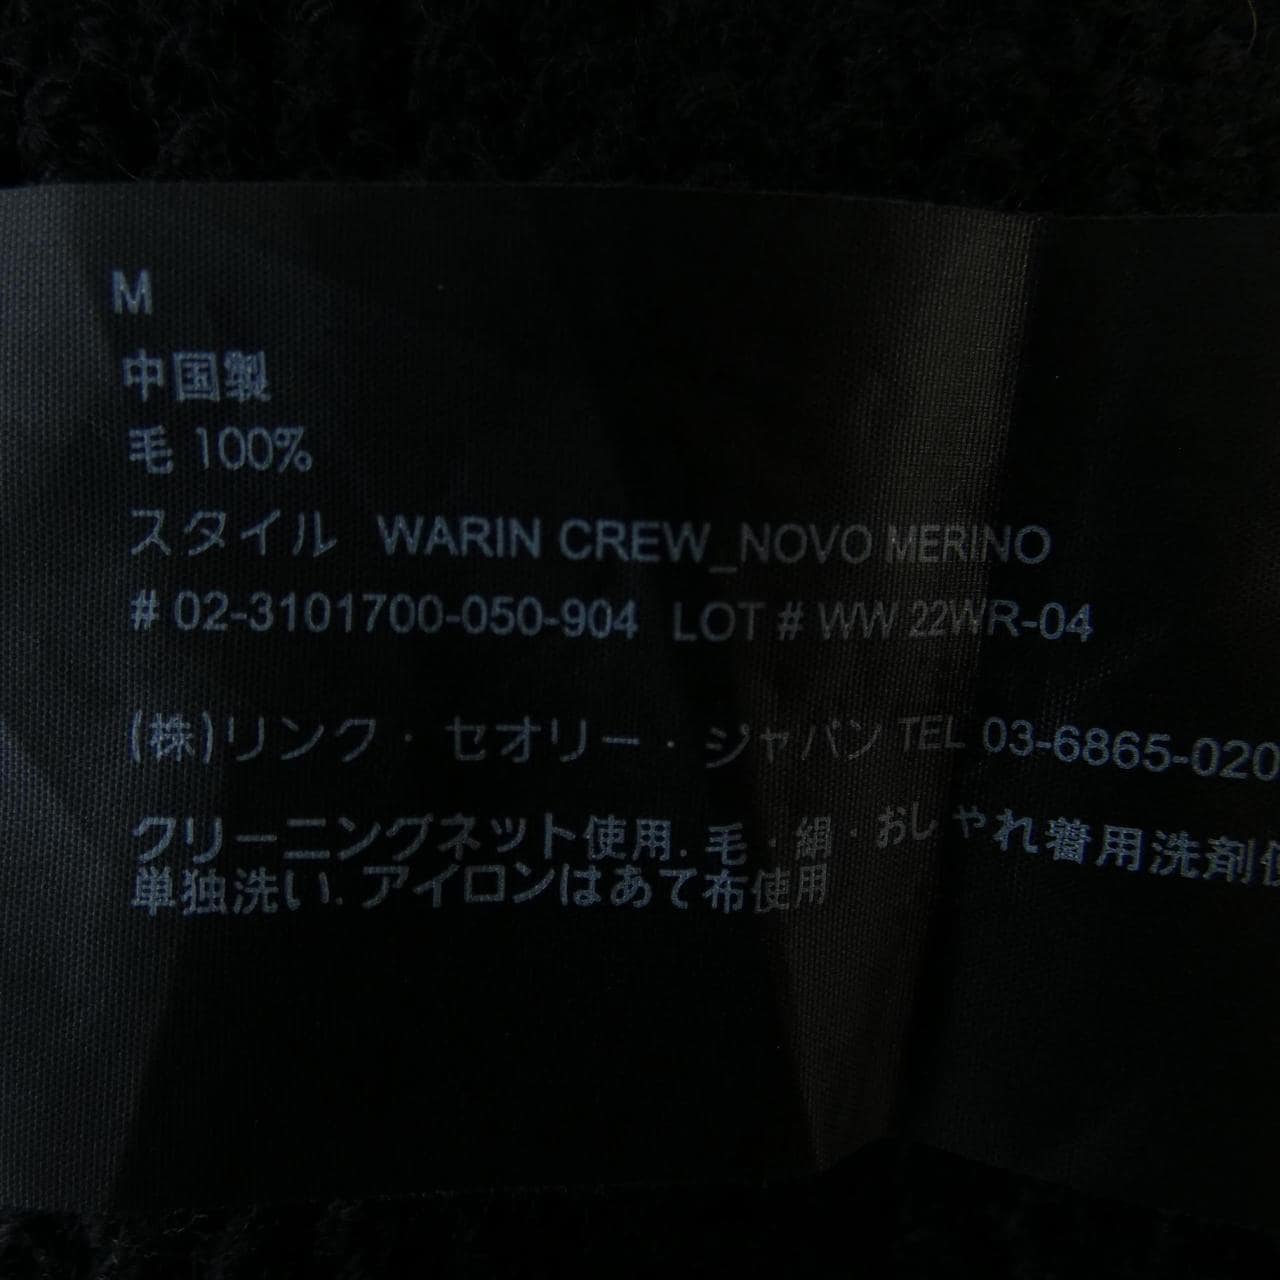 M
中国製
毛 100%
スタイル WARIN CREW_NOVO MERINO
# 02-3101700-050-904 LOT # WW 22WR-04
(株)リンク・セオリー・ジャパン TEL 03-6865-020
クリーニングネット使用. 毛・絹・おしゃれ着用洗剤使
単独洗い. アイロンはあて布使用